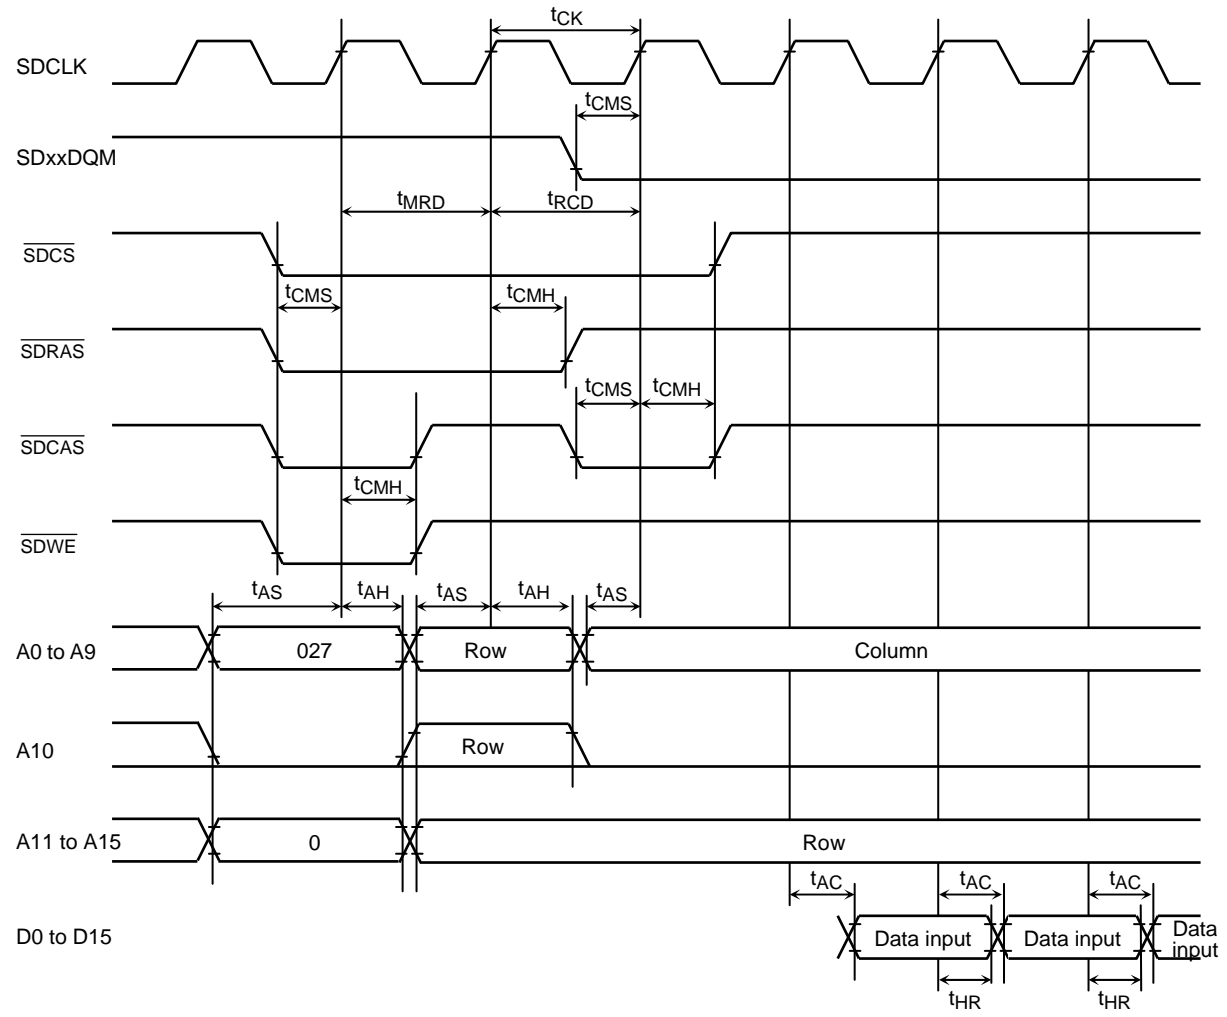 tCK
SDCLK
tCMS
SDxxDQM
tMRD tRCD
SDCS
tCMS tCMH
SDRAS
tCMS tCMH
SDCAS
tCMH
SDWE
tAS tAH tAS tAH tAS
A0 to A9 027 Row Column
A10 Row
A11 to A15 0 Row
tAC tAC tAC
D0 to D15 Data input Data input Data input
tHR tHR